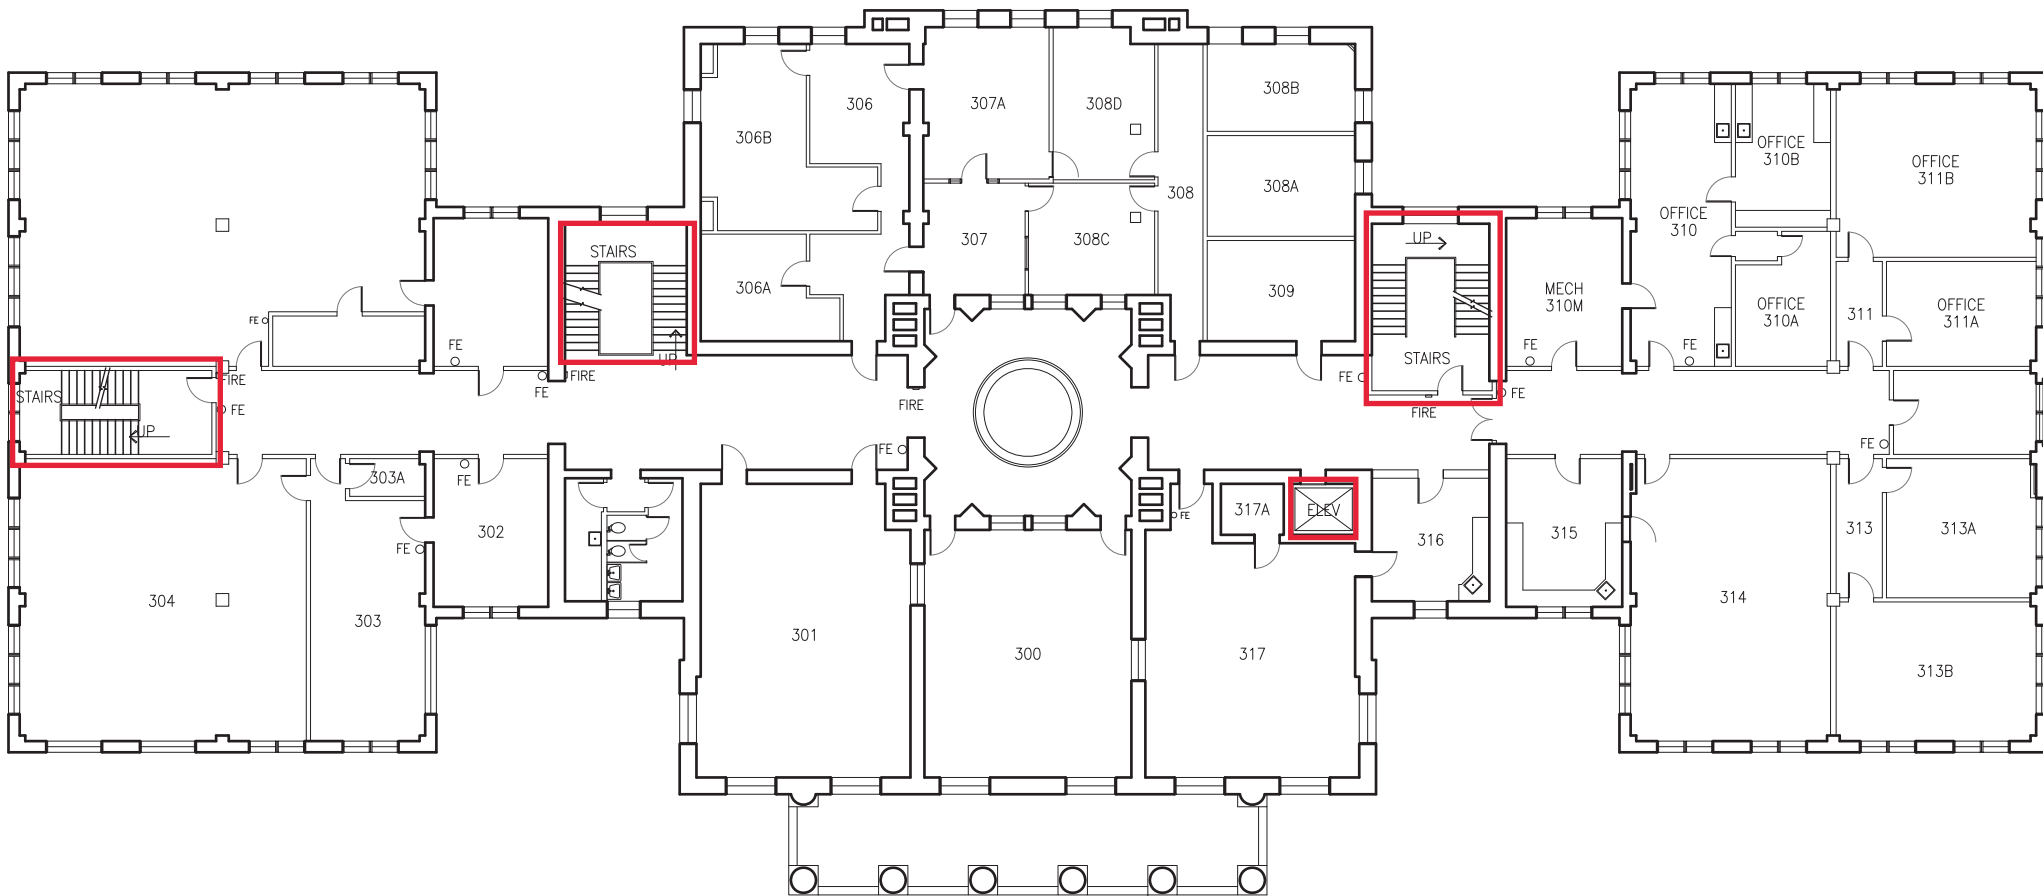 306
306B
307A
308D
308B
OFFICE
310B
OFFICE
311B
308A
308
OFFICE
310
STAIRS
307
308C
UP
306A
309
MECH
310M
OFFICE
310A
311
OFFICE
311A
FE
FE
UP
STAIRS
FE
FE
FIRE
STAIRS
FE
FIRE
FE
FE
FE
FIRE
FIRE
UP
FE
FE
303A
FE
317A
ELEV
FE
302
316
315
313
313A
FE
304
303
301
300
317
314
313B